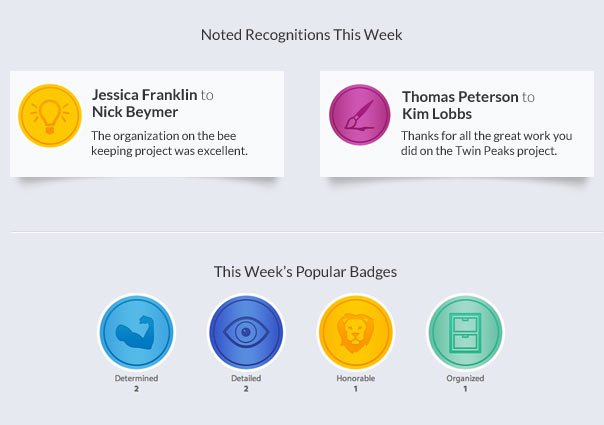 Noted Recognitions This Week
Jessica Franklin to
Nick Beymer
The organization on the bee
keeping project was excellent.
Thomas Peterson to
Kim Lobbs
Thanks for all the great work you
did on the Twin Peaks project.
This Week's Popular Badges
Determined
2
Detailed
2
Honorable
1
Organized
1